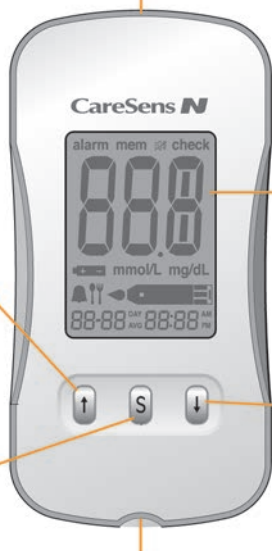 CareSens N
alarm mem check
888
mmol/L mg/dL
88-88 DAY AVG 88:88 AM PM
S